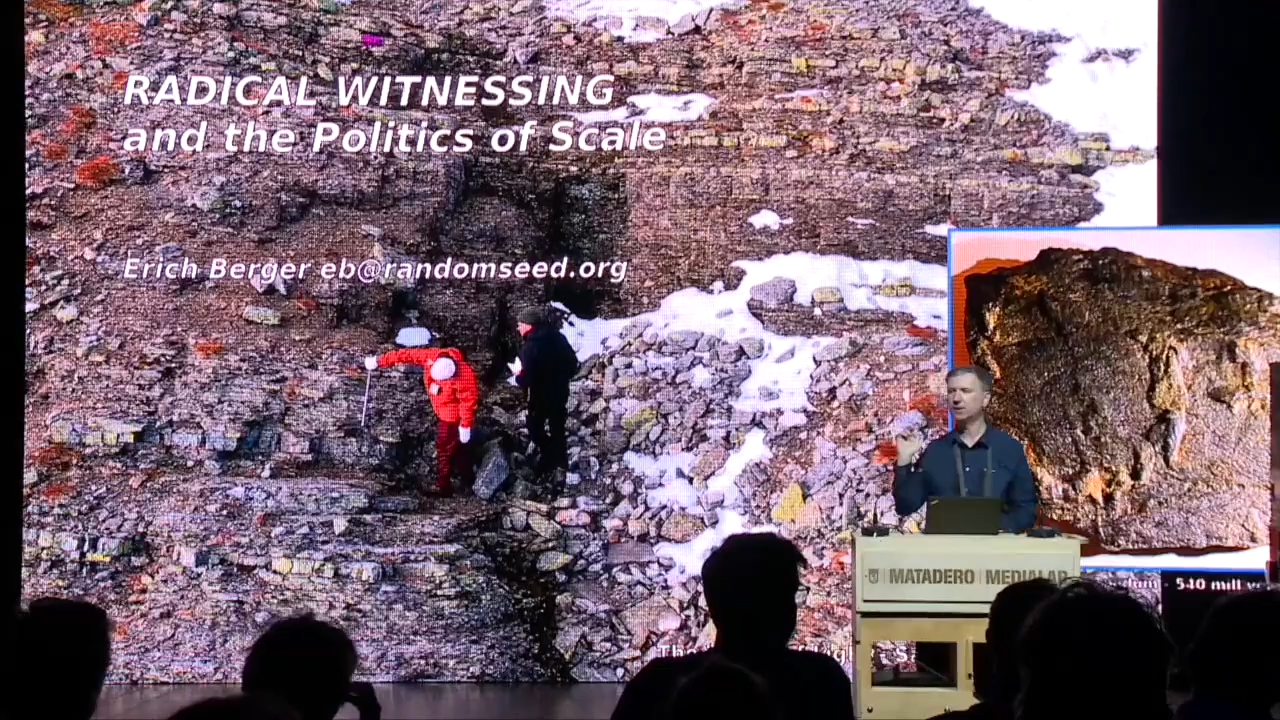 RADICAL WITNESSING
and the Politics of Scale
Erich Berger eb@randomseed.org
MATADERO MEDIALAB
540 mill